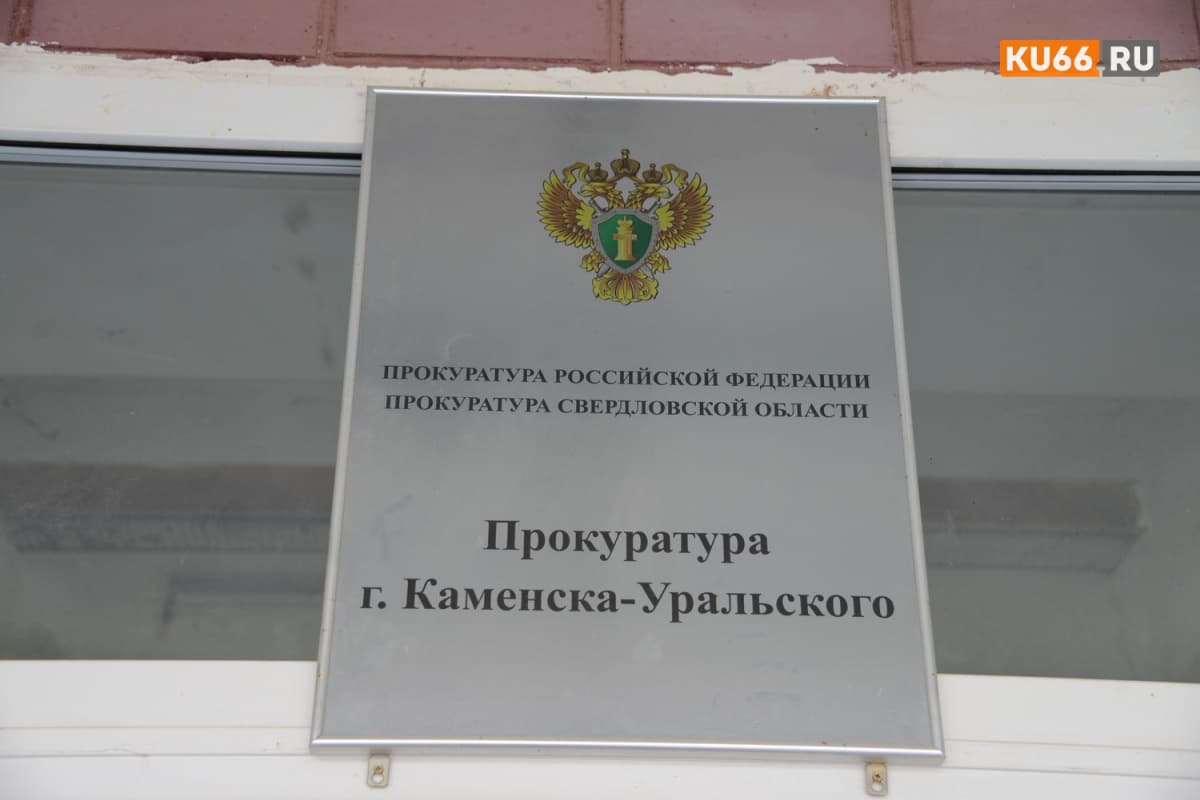 KU66.RU
ПРОКУРАТУРА РОССИЙСКОЙ ФЕДЕРАЦИИ
ПРОКУРАТУРА СВЕРДЛОВСКОЙ ОБЛАСТИ
Прокуратура
г. Каменска-Уральского